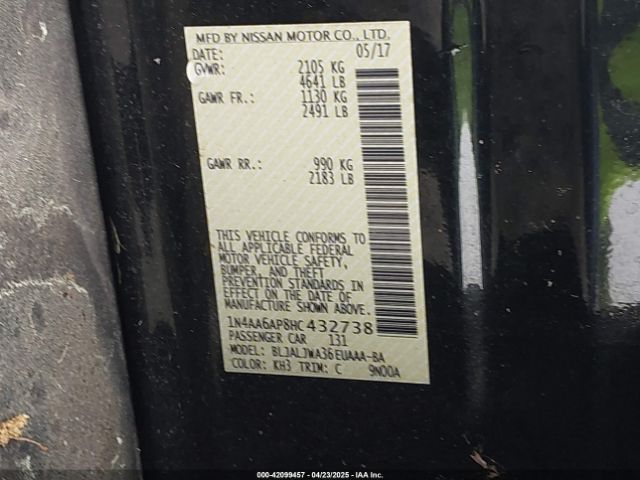 MFD BY NISSAN MOTOR CO., LTD.
DATE: 05/17
GVWR: 2105 KG
4641 LB
GAWR FR.: 1130 KG
2491 LB
GAWR RR.: 990 KG
2183 LB
THIS VEHICLE CONFORMS TO
ALL APPLICABLE FEDERAL
MOTOR VEHICLE SAFETY,
BUMPER, AND THEFT
PREVENTION STANDARDS IN
EFFECT ON THE DATE OF
MANUFACTURE SHOWN ABOVE.
1N4AA6AP8HC432738
PASSENGER CAR 131
MODEL: BLJALJWA36EUAAA-BA
COLOR: KH3 TRIM: C 9N00A
000-42099457 - 04/23/2025 - IAA Inc.